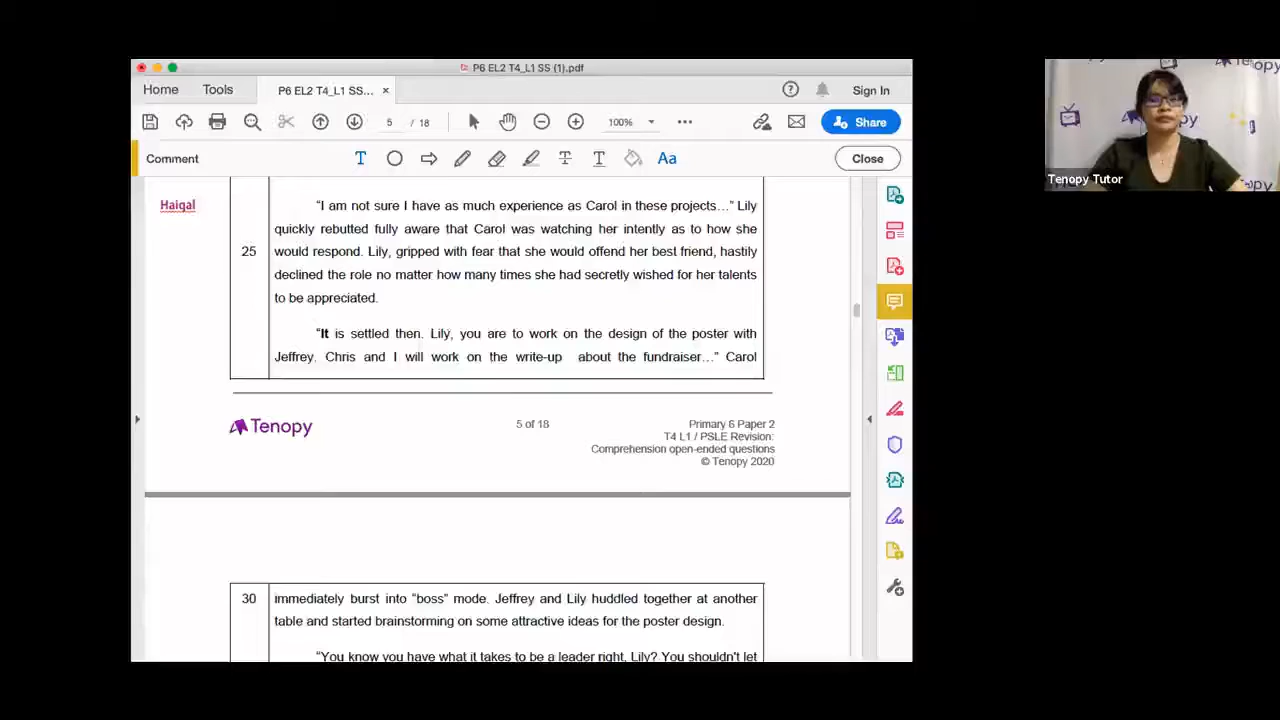 P6 EL2 T4_L1 SS (1).pdf
Home Tools P6 EL2 T4_L1 SS... × Sign In
5 / 18 100% Share
Comment T T Aa Close
Haiqal
"I am not sure I have as much experience as Carol in these projects…" Lily
quickly rebutted fully aware that Carol was watching her intently as to how she
25 would respond. Lily, gripped with fear that she would offend her best friend, hastily
declined the role no matter how many times she had secretly wished for her talents
to be appreciated.
"It is settled then. Lily, you are to work on the design of the poster with
Jeffrey. Chris and I will work on the write-up about the fundraiser…" Carol
Tenopy 5 of 18 Primary 6 Paper 2
T4 L1 / PSLE Revision:
Comprehension open-ended questions
© Tenopy 2020
30 immediately burst into "boss" mode. Jeffrey and Lily huddled together at another
table and started brainstorming on some attractive ideas for the poster design.
"You know you have what it takes to be a leader right, Lily? You shouldn't let
Tenopy Tutor